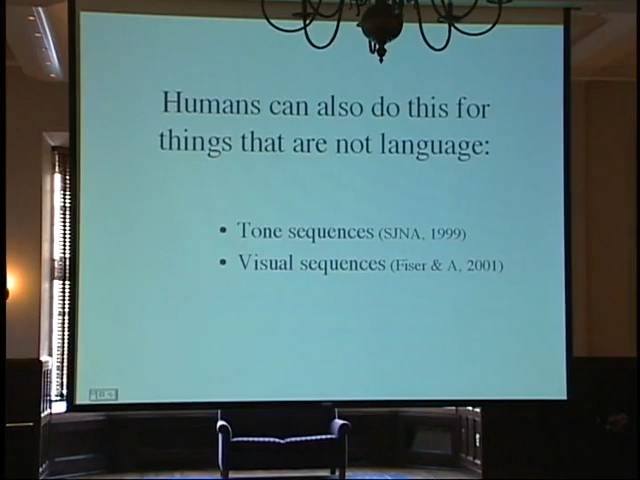 Humans can also do this for
things that are not language:
• Tone sequences (SJNA, 1999)
• Visual sequences (Fiser & A, 2001)